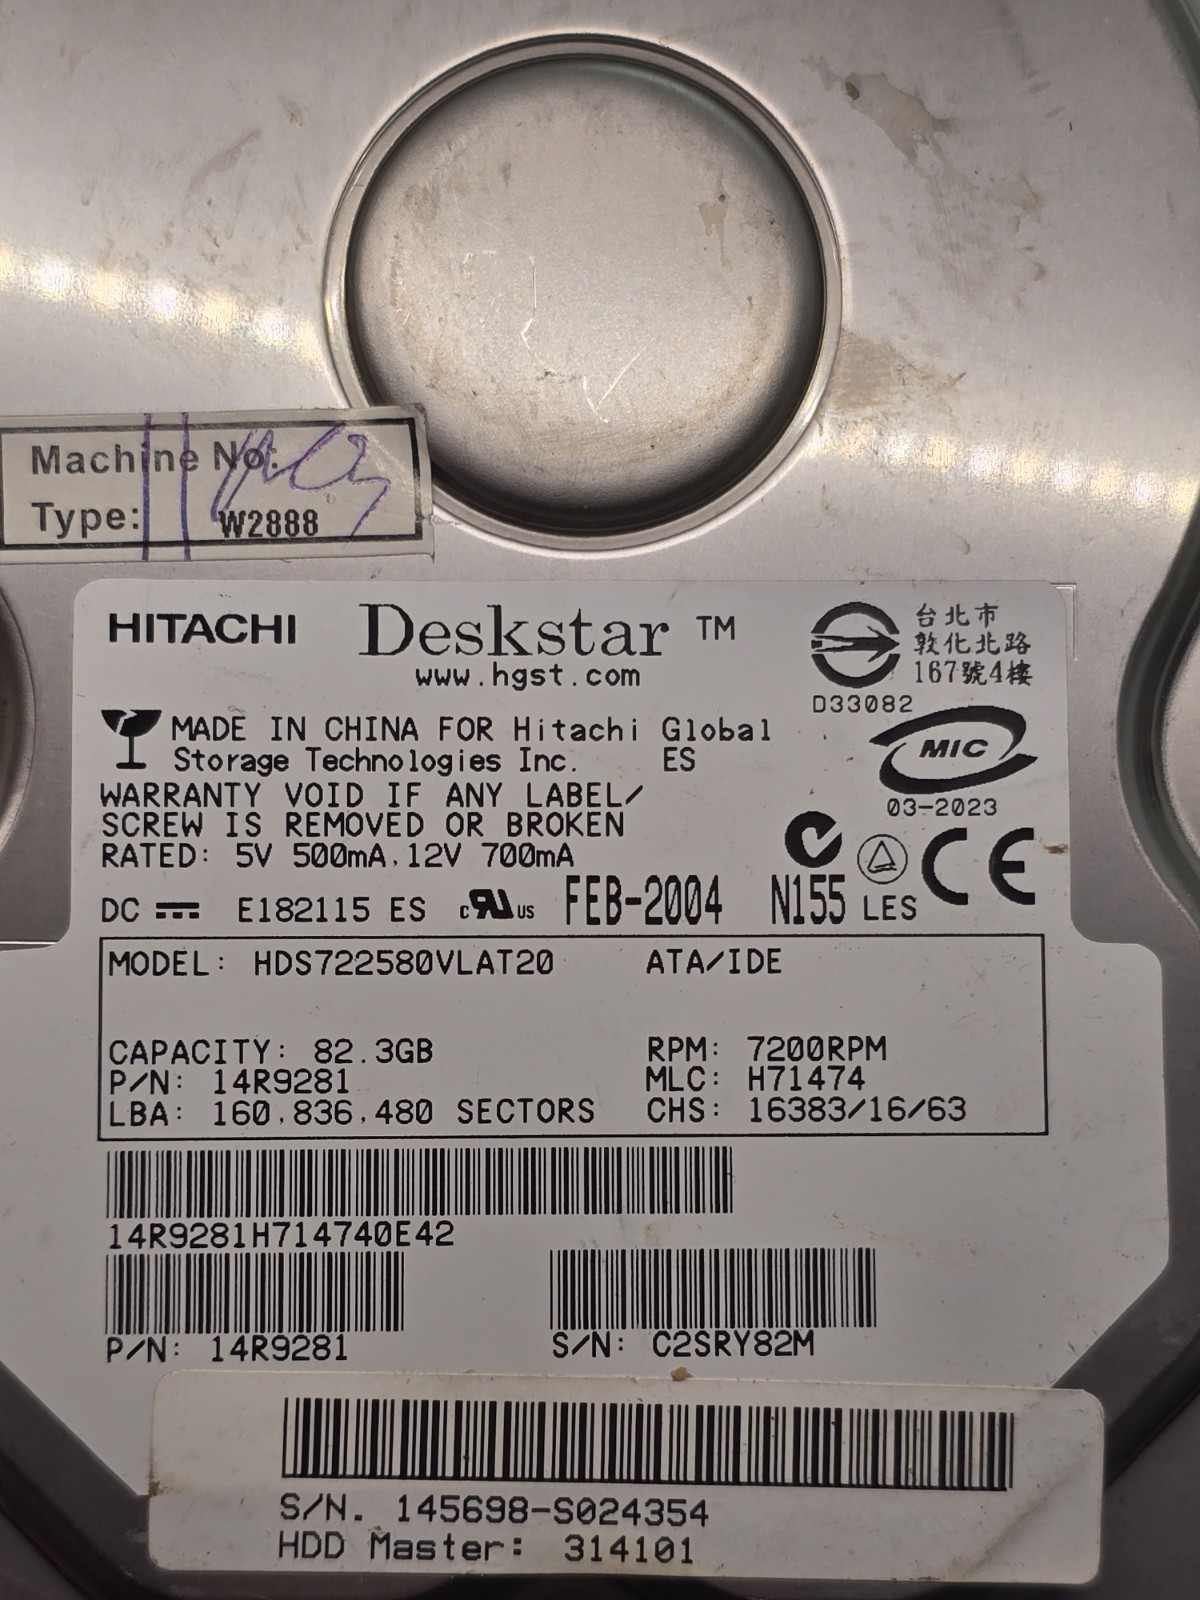 Machine No:
Type: W2888
HITACHI Deskstar ™
www.hgst.com
台北市
敦化北路
167號4樓
D33082
MADE IN CHINA FOR Hitachi Global
Storage Technologies Inc. ES
MIC
03-2023
WARRANTY VOID IF ANY LABEL/
SCREW IS REMOVED OR BROKEN
RATED: 5V 500mA,12V 700mA
LES CE
DC E182115 ES c RU US FEB-2004 N155
MODEL: HDS722580VLAT20 ATA/IDE
CAPACITY: 82.3GB RPM: 7200RPM
P/N: 14R9281 MLC: H71474
LBA: 160,836,480 SECTORS CHS: 16383/16/63
14R9281H714740E42
P/N: 14R9281 S/N: C2SRY82M
S/N. 145698-S024354
HDD Master: 314101